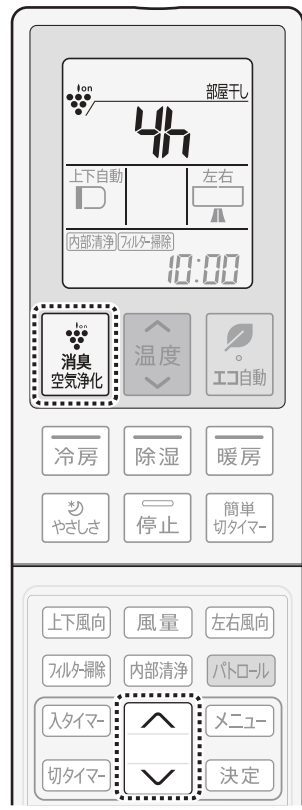 ion
部屋干し
4h
上下自動
左右
内部清浄 フィルター掃除
10:00
ion
消臭
空気浄化
温度
エコ自動
冷房
除湿
暖房
やさしさ
停止
簡単
切タイマー
上下風向
風量
左右風向
フィルター掃除
内部清浄
パトロール
入タイマー
メニュー
切タイマー
決定